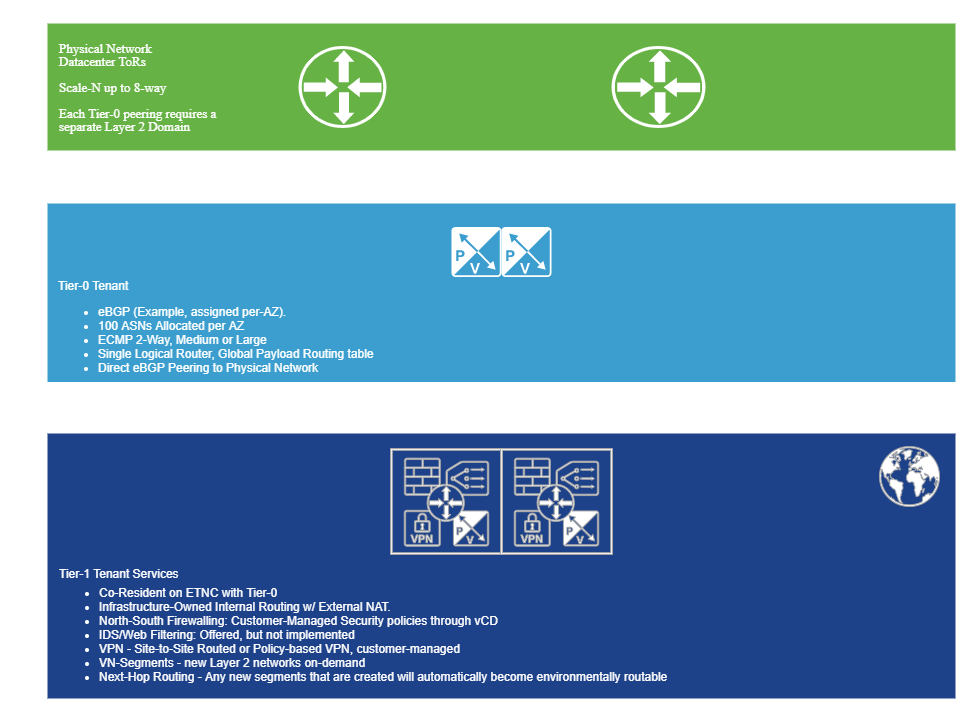 Physical Network
Datacenter ToRs
Scale-N up to 8-way
Each Tier-0 peering requires a
separate Layer 2 Domain
P V P V
Tier-0 Tenant
• eBGP (Example, assigned per-AZ).
• 100 ASNs Allocated per AZ
• ECMP 2-Way, Medium or Large
• Single Logical Router, Global Payload Routing table
• Direct eBGP Peering to Physical Network
VPN P V VPN P V
Tier-1 Tenant Services
• Co-Resident on ETNC with Tier-0
• Infrastructure-Owned Internal Routing w/ External NAT.
• North-South Firewalling: Customer-Managed Security policies through vCD
• IDS/Web Filtering: Offered, but not implemented
• VPN - Site-to-Site Routed or Policy-based VPN, customer-managed
• VN-Segments - new Layer 2 networks on-demand
• Next-Hop Routing - Any new segments that are created will automatically become environmentally routable